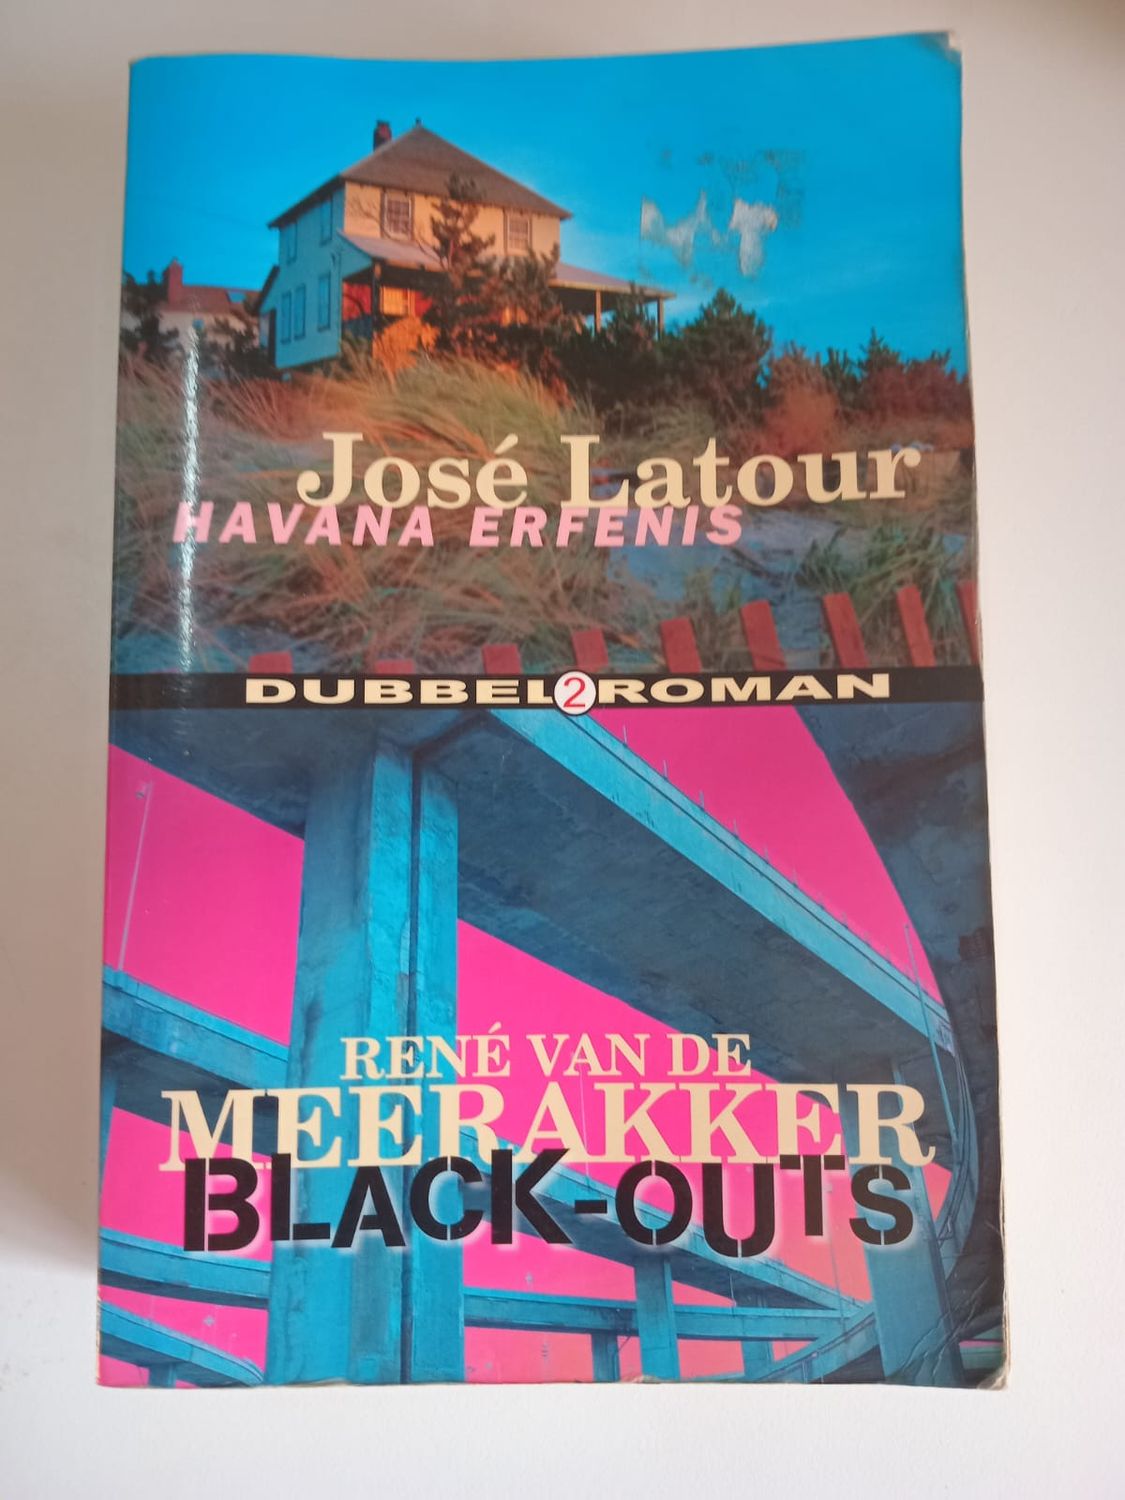 José Latour
HAVANA ERFENIS
DUBBEL2ROMAN
RENÉ VAN DE
MEERAKKER
BLACK-OUTS